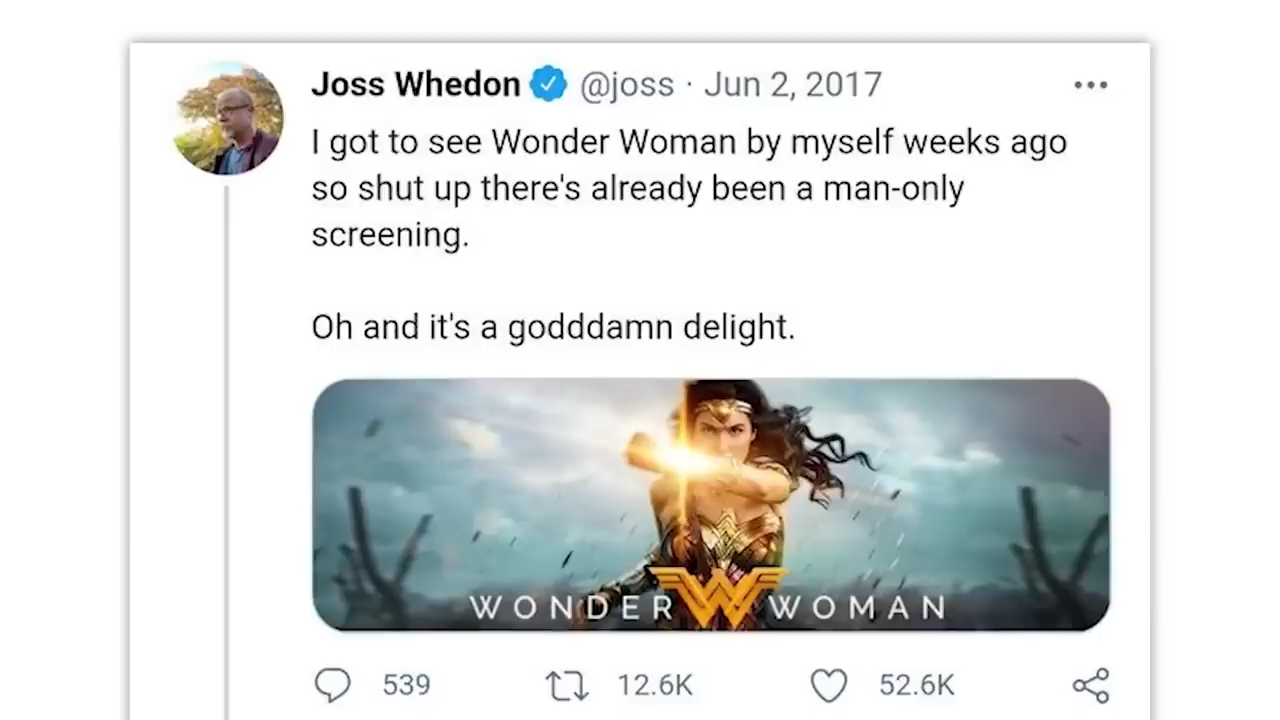 Joss Whedon @joss · Jun 2, 2017
I got to see Wonder Woman by myself weeks ago
so shut up there's already been a man-only
screening.
Oh and it's a godddamn delight.
WONDER WOMAN
539 12.6K 52.6K